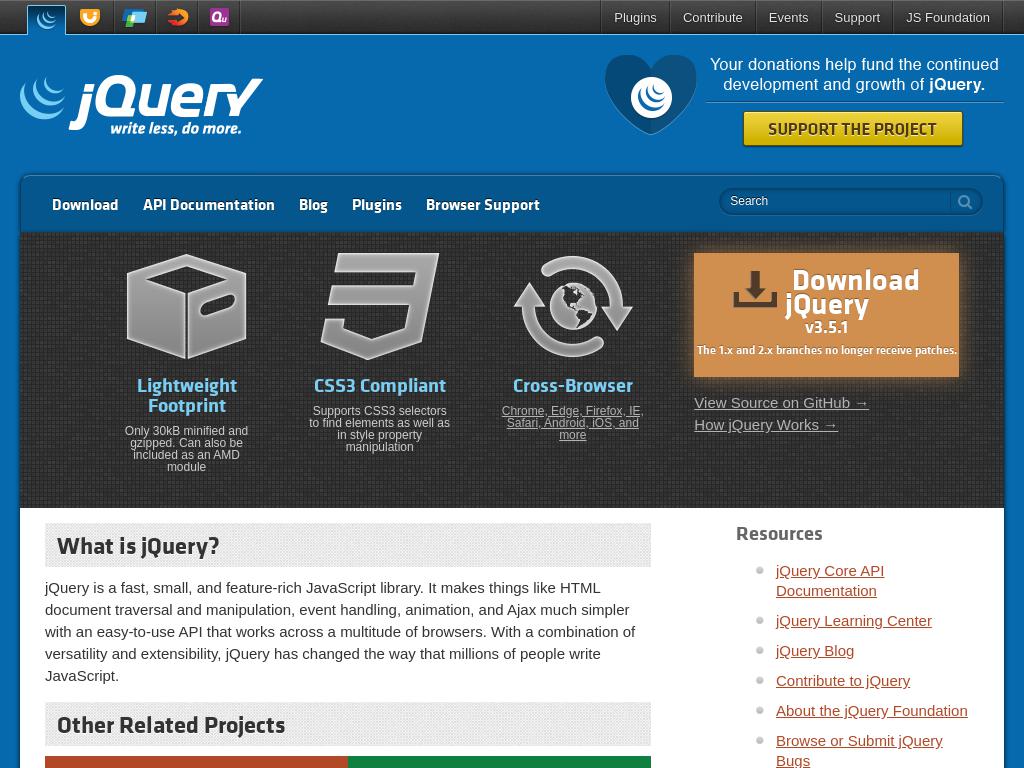 Plugins
Contribute
Events
Support
JS Foundation
jQuery
write less, do more.
Your donations help fund the continued
development and growth of jQuery.
SUPPORT THE PROJECT
Download
API Documentation
Blog
Plugins
Browser Support
Search
Lightweight
Footprint
Only 30kB minified and
gzipped. Can also be
included as an AMD
module
CSS3 Compliant
Supports CSS3 selectors
to find elements as well as
in style property
manipulation
Cross-Browser
Chrome, Edge, Firefox, IE,
Safari, Android, iOS, and
more
Download
jQuery
v3.5.1
The 1.x and 2.x branches no longer receive patches.
View Source on GitHub →
How jQuery Works →
What is jQuery?
jQuery is a fast, small, and feature-rich JavaScript library. It makes things like HTML
document traversal and manipulation, event handling, animation, and Ajax much simpler
with an easy-to-use API that works across a multitude of browsers. With a combination of
versatility and extensibility, jQuery has changed the way that millions of people write
JavaScript.
Other Related Projects
Resources
jQuery Core API
Documentation
jQuery Learning Center
jQuery Blog
Contribute to jQuery
About the jQuery Foundation
Browse or Submit jQuery
Bugs